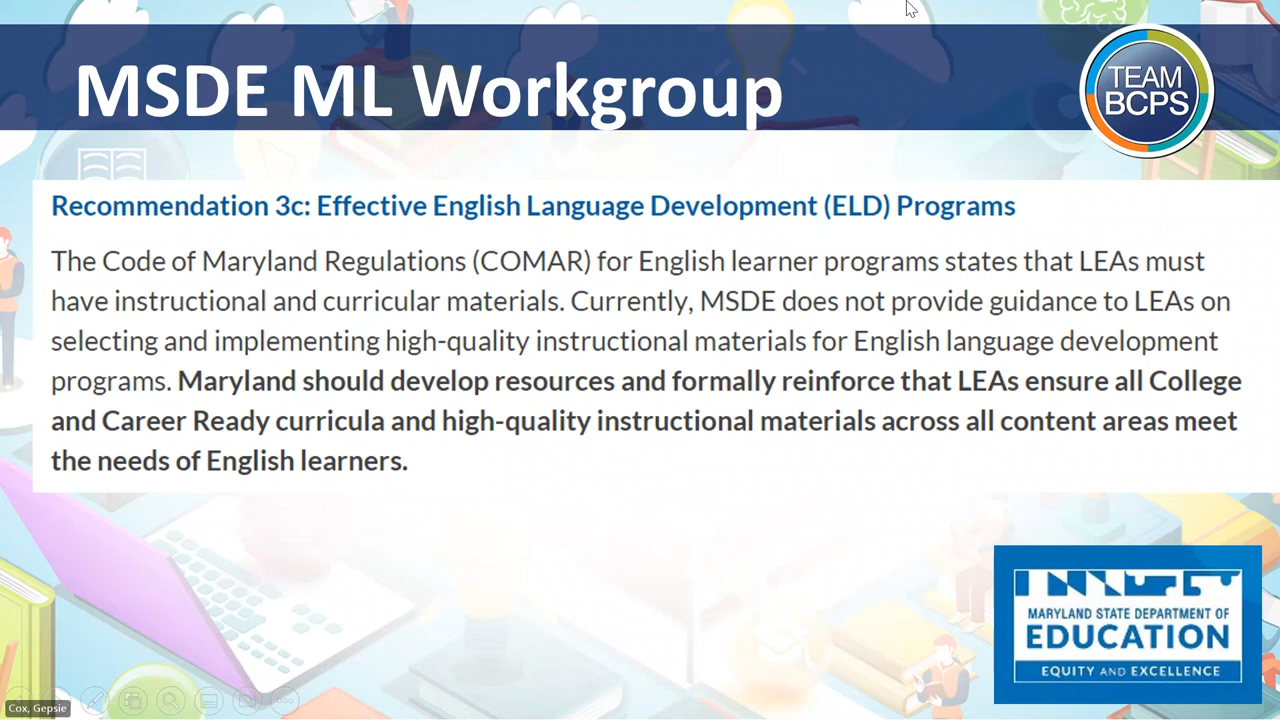 MSDE ML Workgroup
TEAM
BCPS
Recommendation 3c: Effective English Language Development (ELD) Programs
The Code of Maryland Regulations (COMAR) for English learner programs states that LEAs must
have instructional and curricular materials. Currently, MSDE does not provide guidance to LEAs on
selecting and implementing high-quality instructional materials for English language development
programs. Maryland should develop resources and formally reinforce that LEAs ensure all College
and Career Ready curricula and high-quality instructional materials across all content areas meet
the needs of English learners.
MARYLAND STATE DEPARTMENT OF
EDUCATION
EQUITY AND EXCELLENCE
Cox, Gepsie